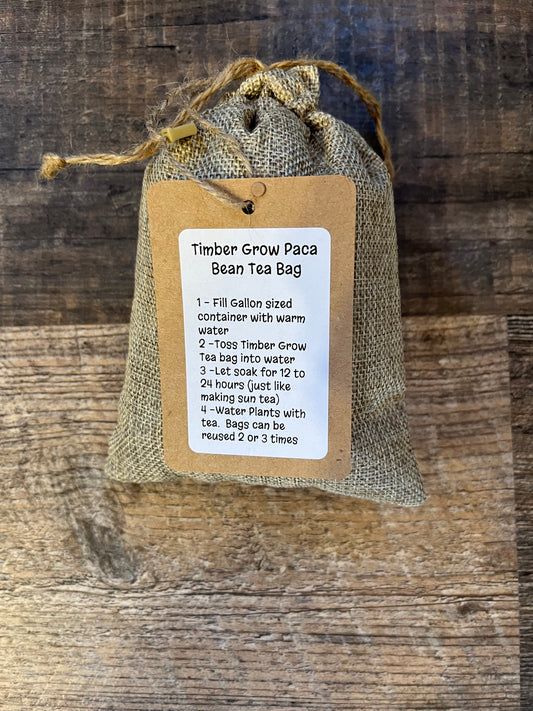 Timber Grow Paca
Bean Tea Bag
1 - Fill Gallon sized
container with warm
water
2 -Toss Timber Grow
Tea bag into water
3 -Let soak for 12 to
24 hours (just like
making sun tea)
4 -Water Plants with
tea. Bags can be
reused 2 or 3 times